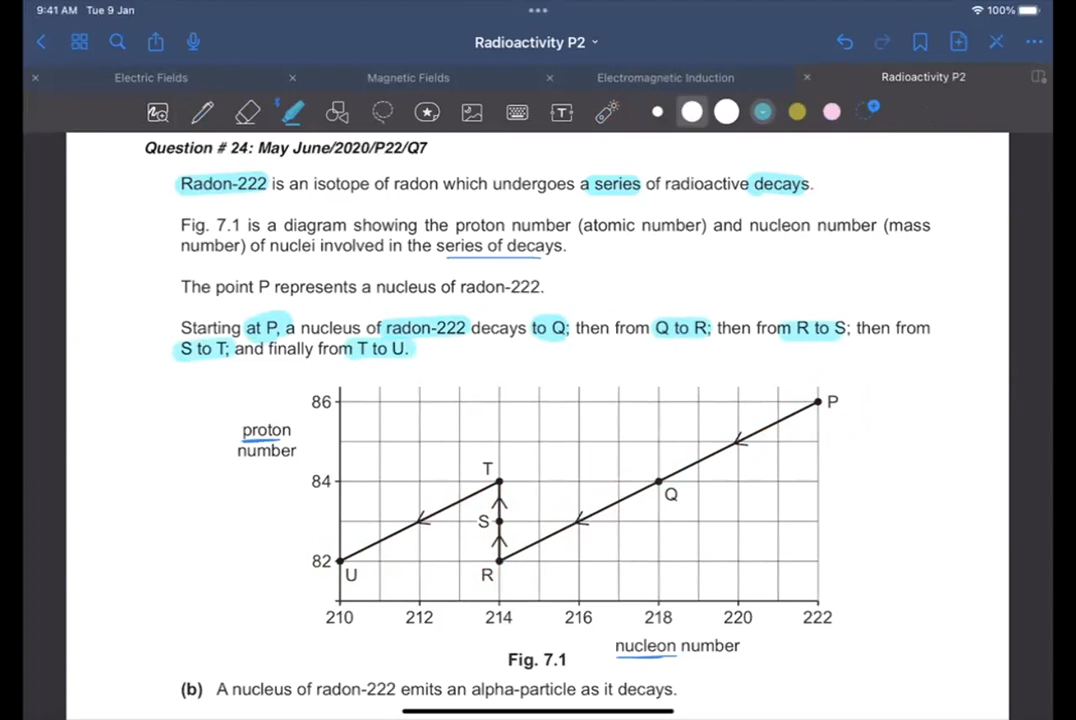 9:41 AM Tue 9 Jan
100%
Radioactivity P2
Electric Fields
Magnetic Fields
Electromagnetic Induction
Radioactivity P2
Question # 24: May June/2020/P22/Q7
Radon-222 is an isotope of radon which undergoes a series of radioactive decays.
Fig. 7.1 is a diagram showing the proton number (atomic number) and nucleon number (mass
number) of nuclei involved in the series of decays.
The point P represents a nucleus of radon-222.
Starting at P, a nucleus of radon-222 decays to Q; then from Q to R; then from R to S; then from
S to T; and finally from T to U.
86
P
proton
number
T
84
Q
S
82
U
R
210 212 214 216 218 220 222
nucleon number
Fig. 7.1
(b) A nucleus of radon-222 emits an alpha-particle as it decays.